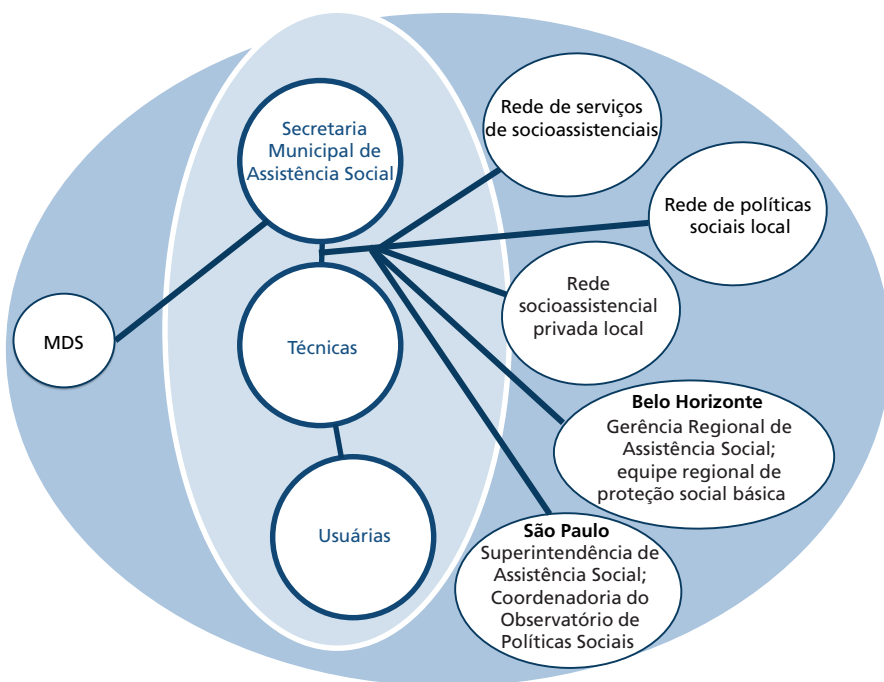 Secretaria
Municipal de
Assistência Social
Rede de serviços
de socioassistenciais
Rede de políticas
sociais local
Rede
socioassistencial
privada local
MDS
Técnicas
Belo Horizonte
Gerência Regional de
Assistência Social;
equipe regional de
proteção social básica
Usuárias
São Paulo
Superintendência de
Assistência Social;
Coordenadoria do
Observatório de
Políticas Sociais